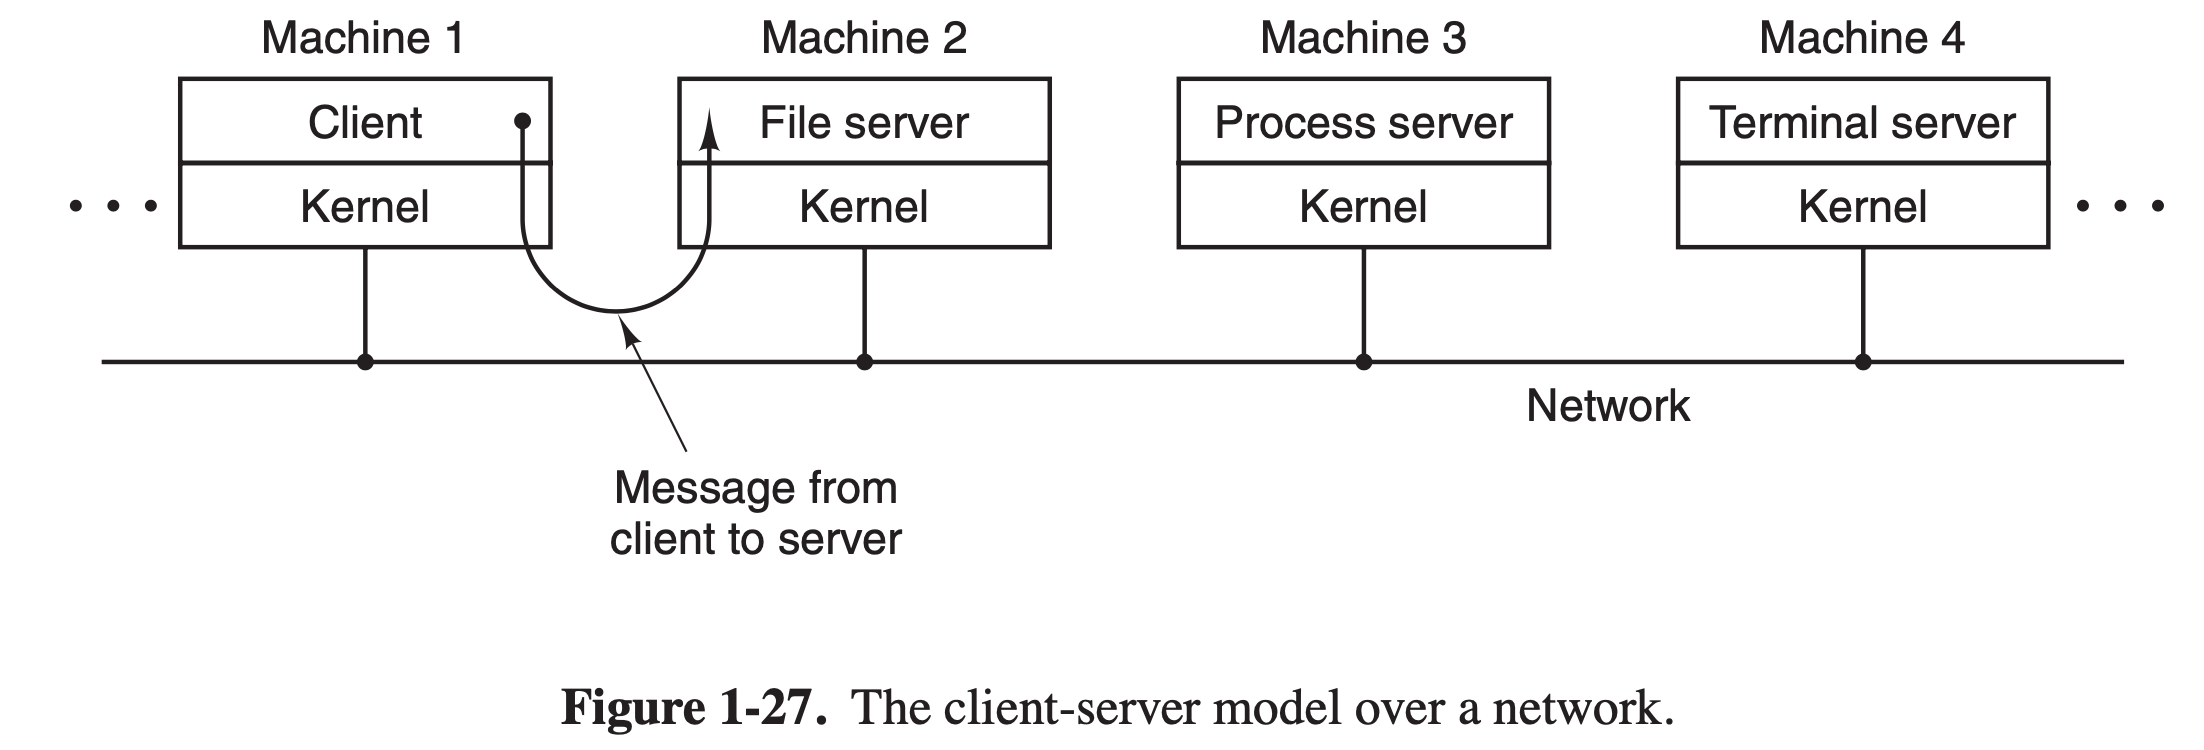 Machine 1 Machine 2 Machine 3 Machine 4
Client File server Process server Terminal server
Kernel Kernel Kernel Kernel
Network
Message from
client to server
Figure 1-27. The client-server model over a network.